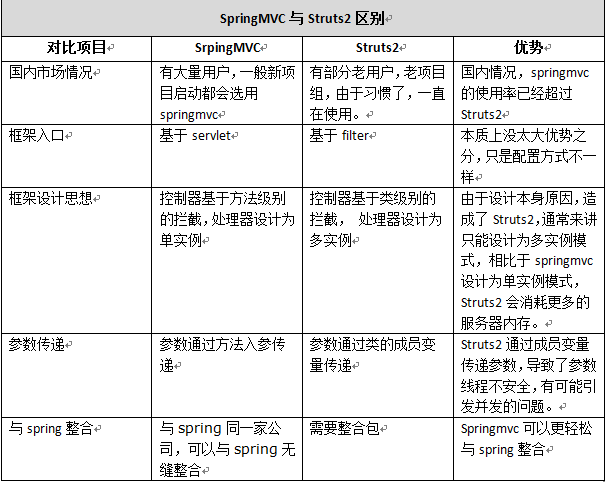 SpringMVC 与 Struts2 区别
对比项目
SrpingMVC
Struts2
优势
国内市场情况
有大量用户，一般新项
目启动都会选用
springmvc
有部分老用户，老项目
组，由于习惯了，一直
在使用。
国内情况，springmvc
的使用率已经超过
Struts2
框架入口
基于 servlet
基于 filter
本质上没太大优势之
分，只是配置方式不一
样
框架设计思想
控制器基于方法级别
的拦截，处理器设计为
单实例
控制器基于类级别的
拦截， 处理器设计为
多实例
由于设计本身原因，造
成了 Struts2，通常来讲
只能设计为多实例模
式，相比于 springmvc
设计为单实例模式，
Struts2 会消耗更多的
服务器内存。
参数传递
参数通过方法入参传
递
参数通过类的成员变
量传递
Struts2 通过成员变量
传递参数，导致了参数
线程不安全，有可能引
发并发的问题。
与 spring 整合
与 spring 同一家公
司，可以与 spring 无
缝整合
需要整合包
Springmvc 可以更轻松
与 spring 整合